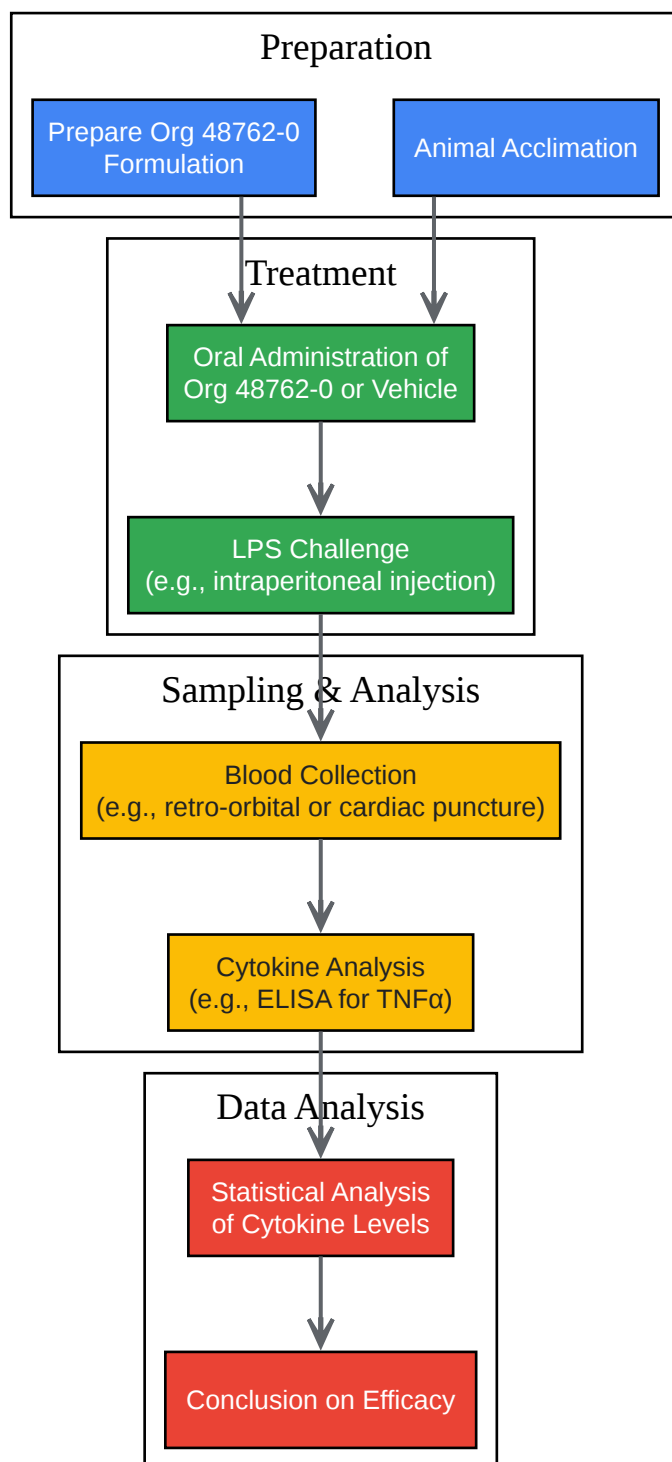 Preparation
Prepare Org 48762-0
Formulation
Animal Acclimation
Treatment
Oral Administration of
Org 48762-0 or Vehicle
LPS Challenge
(e.g., intraperitoneal injection)
Sampling & Analysis
Blood Collection
(e.g., retro-orbital or cardiac puncture)
Cytokine Analysis
(e.g., ELISA for TNFα)
Data Analysis
Statistical Analysis
of Cytokine Levels
Conclusion on Efficacy